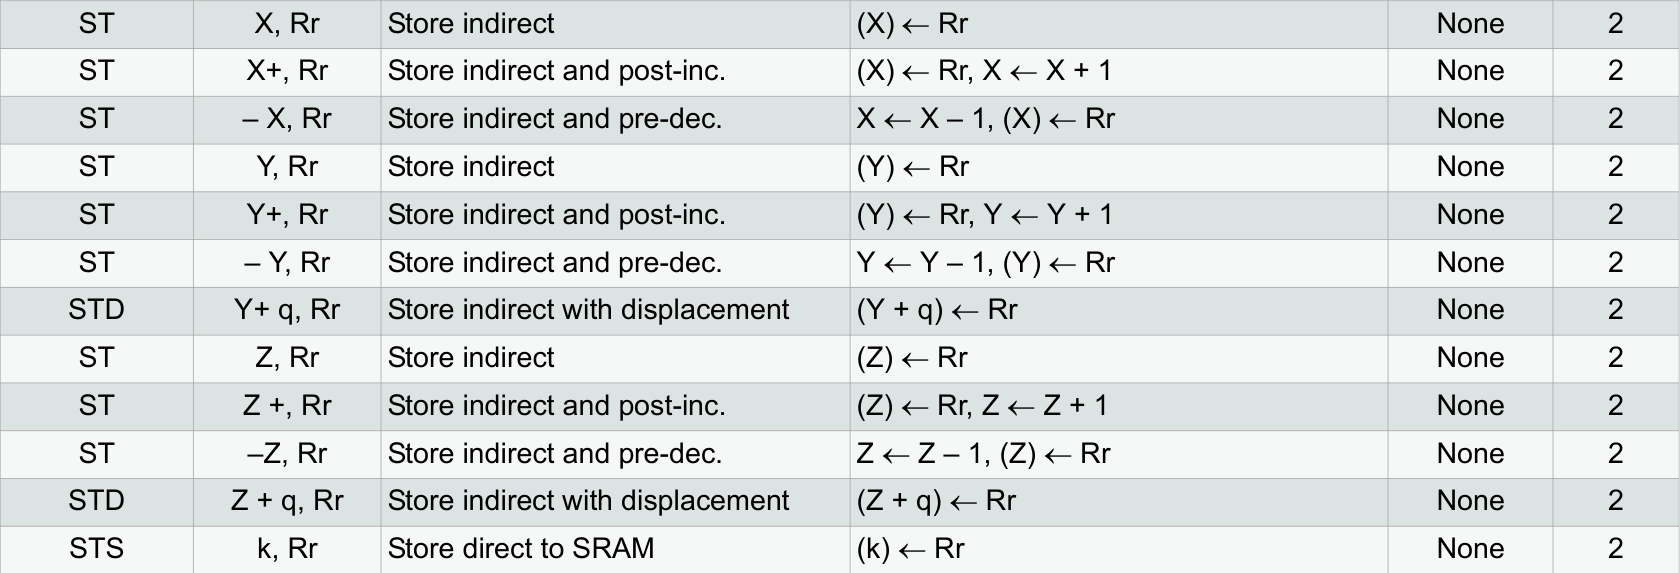 ST X, Rr Store indirect (X) ← Rr None 2
ST X+, Rr Store indirect and post-inc. (X) ← Rr, X ← X + 1 None 2
ST – X, Rr Store indirect and pre-dec. X ← X – 1, (X) ← Rr None 2
ST Y, Rr Store indirect (Y) ← Rr None 2
ST Y+, Rr Store indirect and post-inc. (Y) ← Rr, Y ← Y + 1 None 2
ST – Y, Rr Store indirect and pre-dec. Y ← Y – 1, (Y) ← Rr None 2
STD Y+ q, Rr Store indirect with displacement (Y + q) ← Rr None 2
ST Z, Rr Store indirect (Z) ← Rr None 2
ST Z +, Rr Store indirect and post-inc. (Z) ← Rr, Z ← Z + 1 None 2
ST –Z, Rr Store indirect and pre-dec. Z ← Z – 1, (Z) ← Rr None 2
STD Z + q, Rr Store indirect with displacement (Z + q) ← Rr None 2
STS k, Rr Store direct to SRAM (k) ← Rr None 2